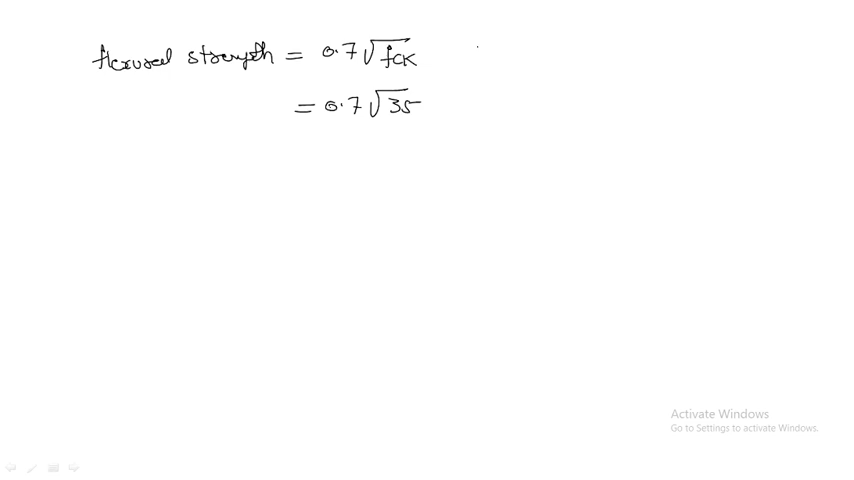 flexural strength = 0.7√fCK
= 0.7√35
Activate Windows
Go to Settings to activate Windows.